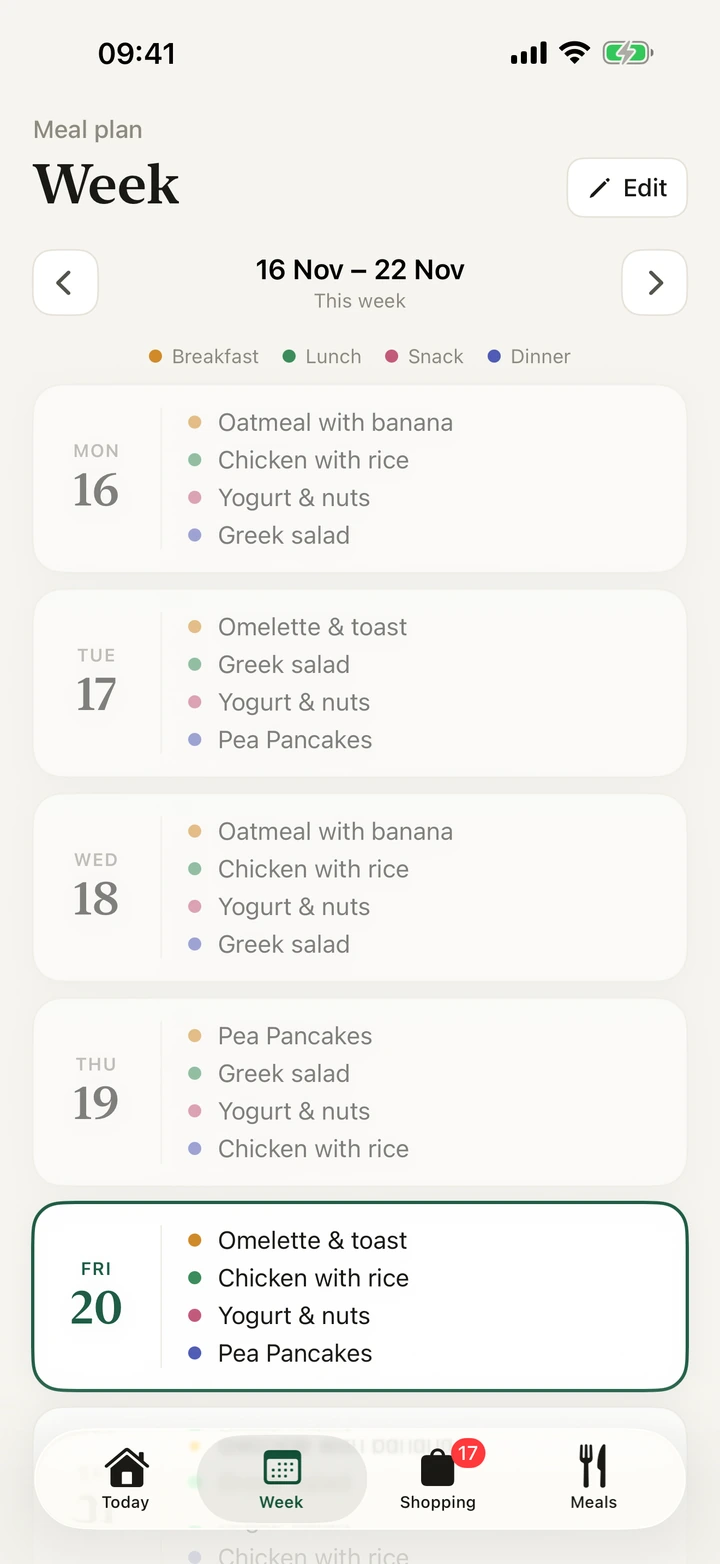 09:41
Meal plan
Week
Edit
16 Nov – 22 Nov
This week
Breakfast
Lunch
Snack
Dinner
MON
16
Oatmeal with banana
Chicken with rice
Yogurt & nuts
Greek salad
TUE
17
Omelette & toast
Greek salad
Yogurt & nuts
Pea Pancakes
WED
18
Oatmeal with banana
Chicken with rice
Yogurt & nuts
Greek salad
THU
19
Pea Pancakes
Greek salad
Yogurt & nuts
Chicken with rice
FRI
20
Omelette & toast
Chicken with rice
Yogurt & nuts
Pea Pancakes
Today
Week
17
Shopping
Meals
Chicken with rice